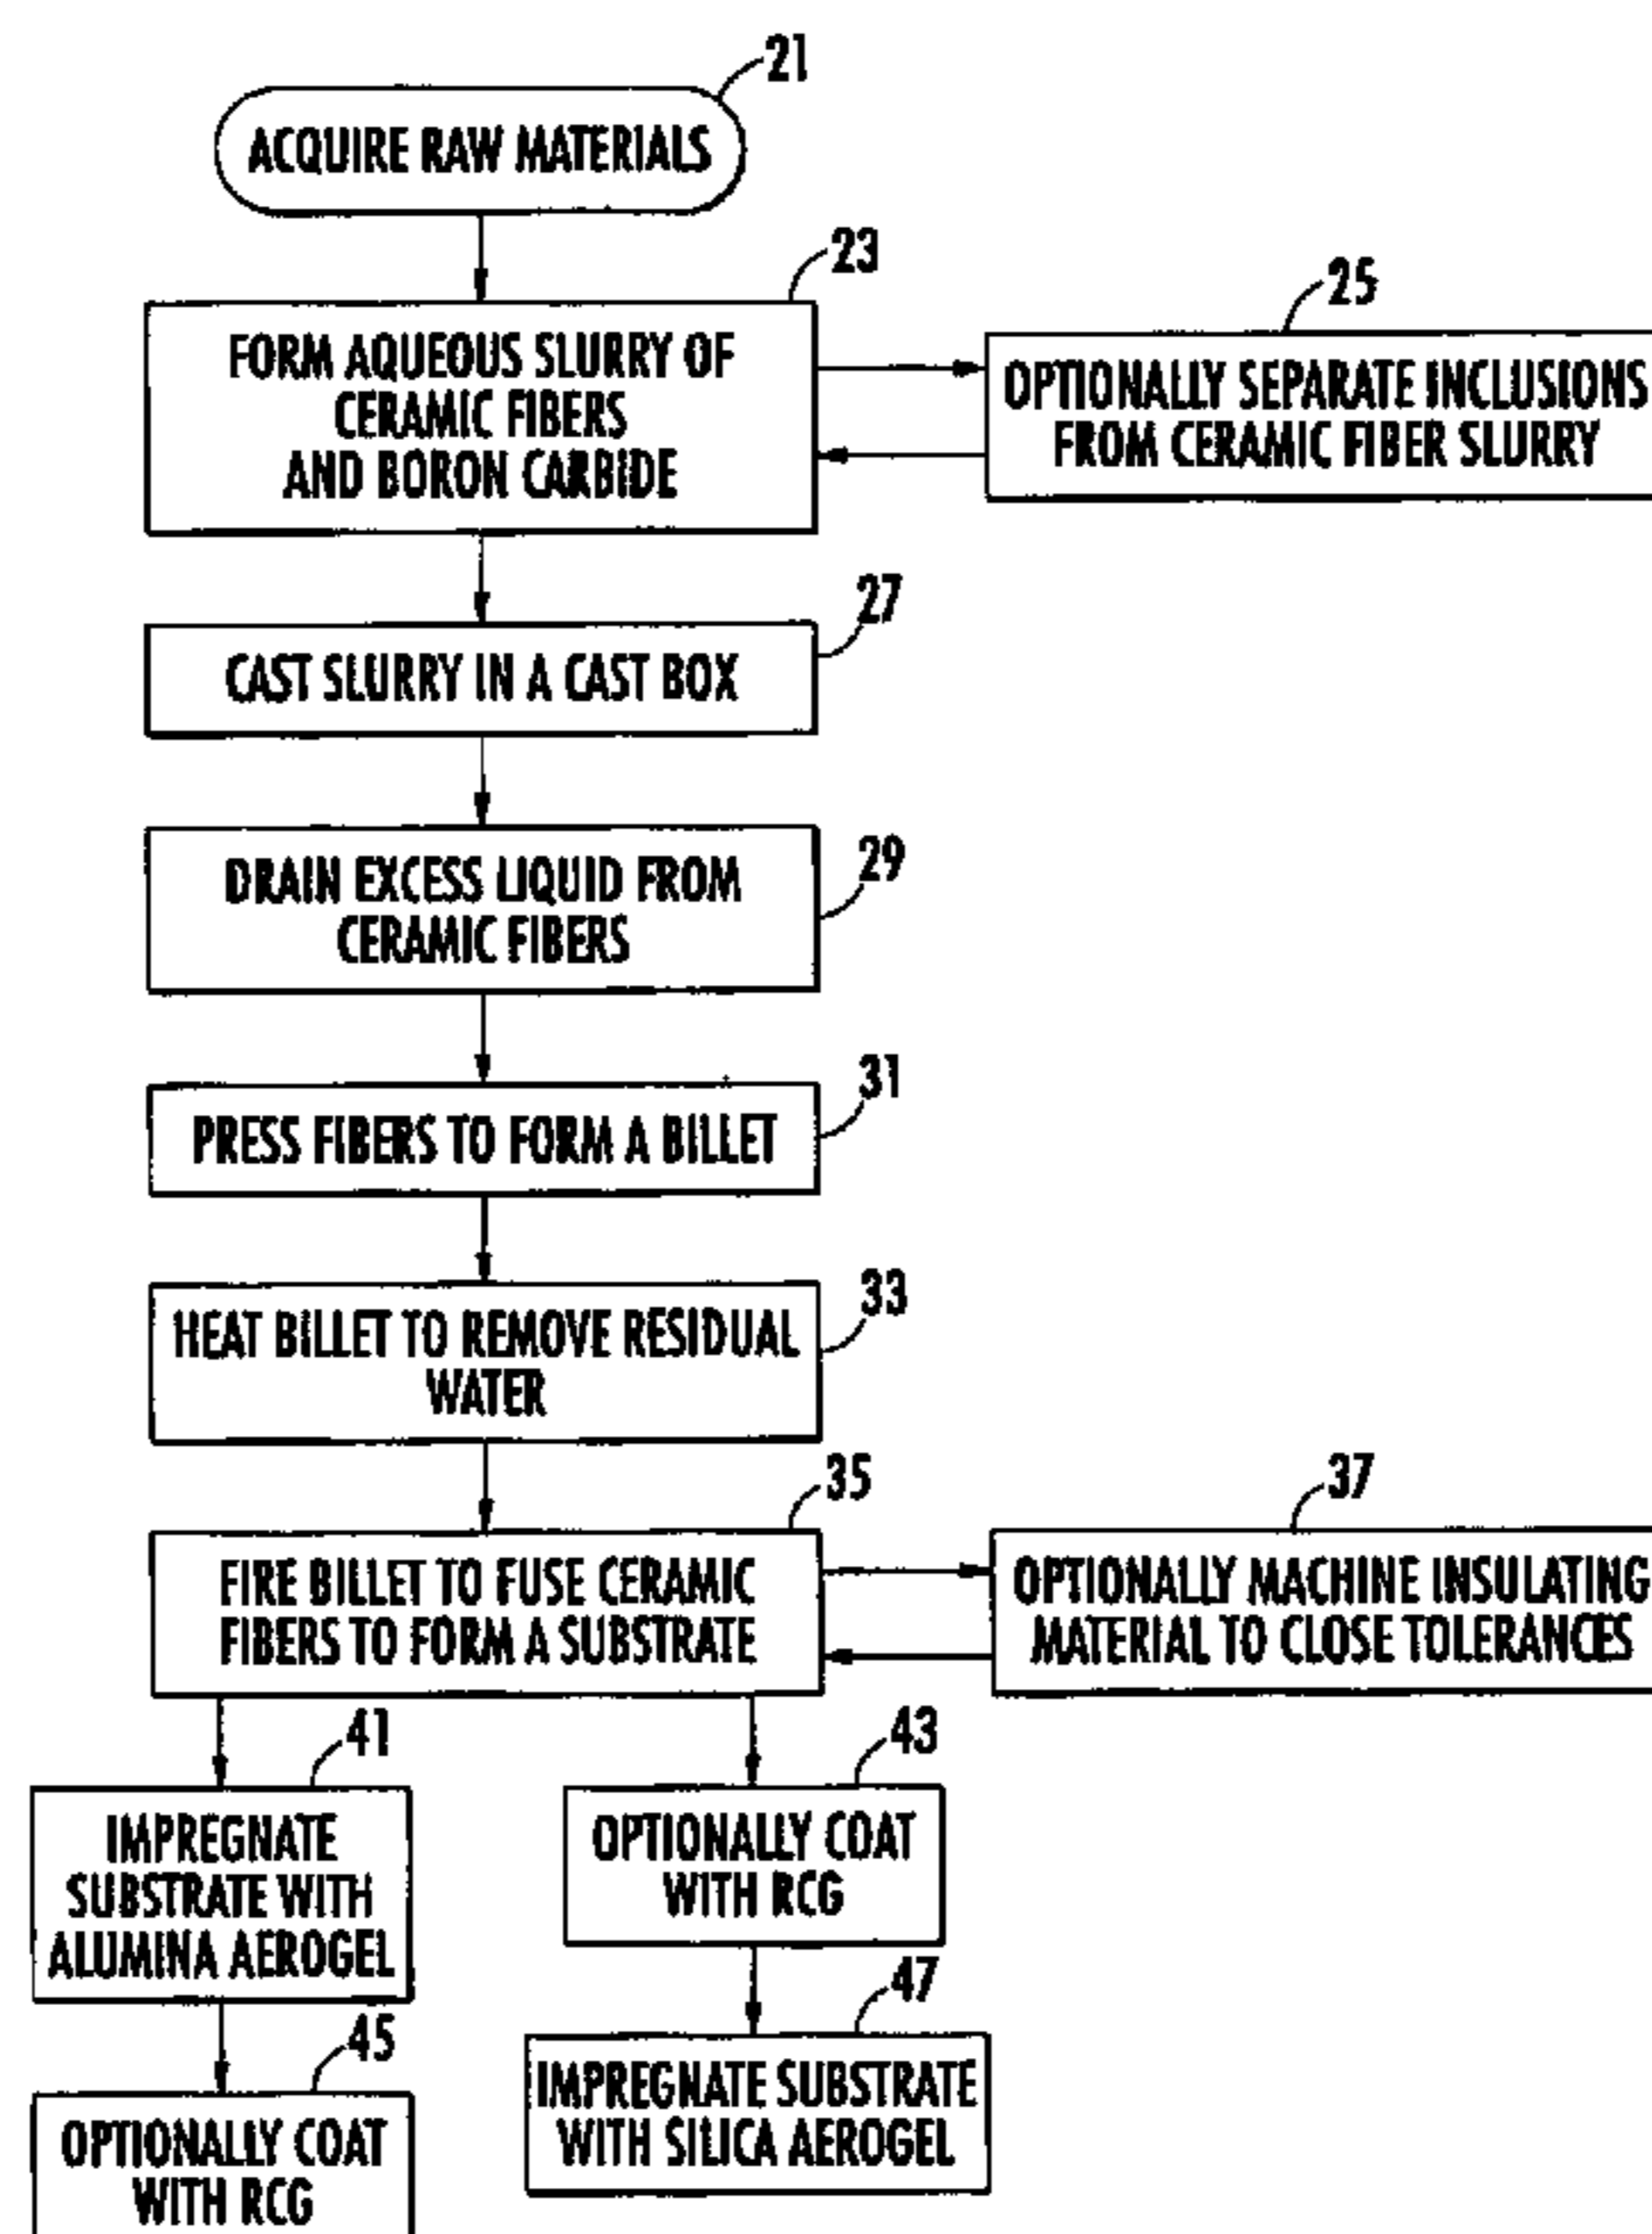 21
ACQUIRE RAW MATERIALS
23
FORM AQUEOUS SLURRY OF
CERAMIC FIBERS
AND BORON CARBIDE
25
OPTIONALLY SEPARATE INCLUSIONS
FROM CERAMIC FIBER SLURRY
27
CAST SLURRY IN A CAST BOX
29
DRAIN EXCESS LIQUID FROM
CERAMIC FIBERS
31
PRESS FIBERS TO FORM A BILLET
33
HEAT BILLET TO REMOVE RESIDUAL
WATER
35
FIRE BILLET TO FUSE CERAMIC
FIBERS TO FORM A SUBSTRATE
37
OPTIONALLY MACHINE INSULATING
MATERIAL TO CLOSE TOLERANCES
41
IMPREGNATE
SUBSTRATE WITH
ALUMINA AEROGEL
43
OPTIONALLY COAT
WITH RCG
45
OPTIONALLY COAT
WITH RCG
47
IMPREGNATE SUBSTRATE
WITH SILICA AEROGEL